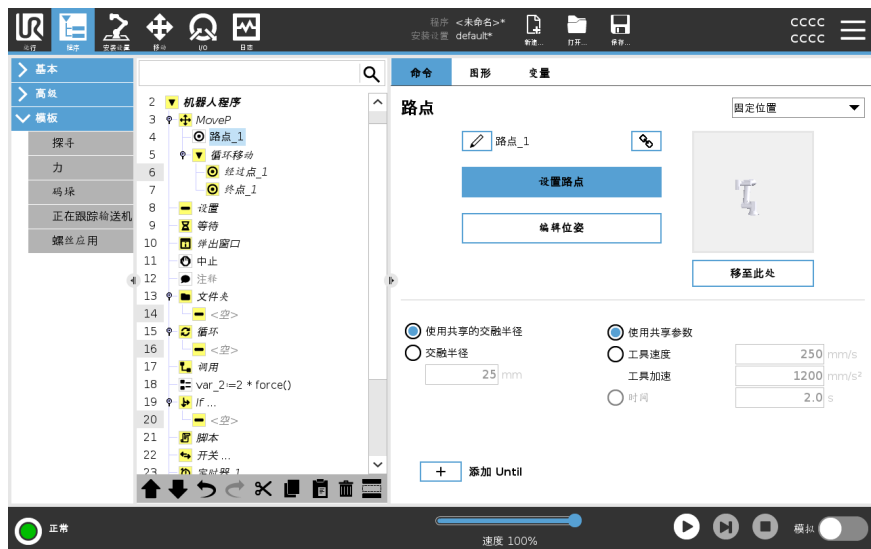 UR
程序 <未命名>*
安装设置 default*
新建...
打开...
保存...
CCCC
CCCC
运行
程序
安装设置
移动
I/O
日志
基本
高级
模板
探寻
力
码垛
正在跟踪输送机
螺丝应用
2 机器人程序
3 MoveP
4 路点_1
5 循环移动
6 经过点_1
7 终点_1
8 设置
9 等待
10 弹出窗口
11 中止
12 注释
13 文件夹
14 <空>
15 循环
16 <空>
17 调用
18 var_2≔2 * force()
19 If ...
20 <空>
21 脚本
22 开关 ...
23 定时器_1
命令 图形 变量
路点
固定位置
路点_1
设置路点
编辑位姿
移至此处
使用共享的交融半径
交融半径
25 mm
使用共享参数
工具速度 250 mm/s
工具加速 1200 mm/s²
时间 2.0 s
+ 添加 Until
正常
速度 100%
模拟